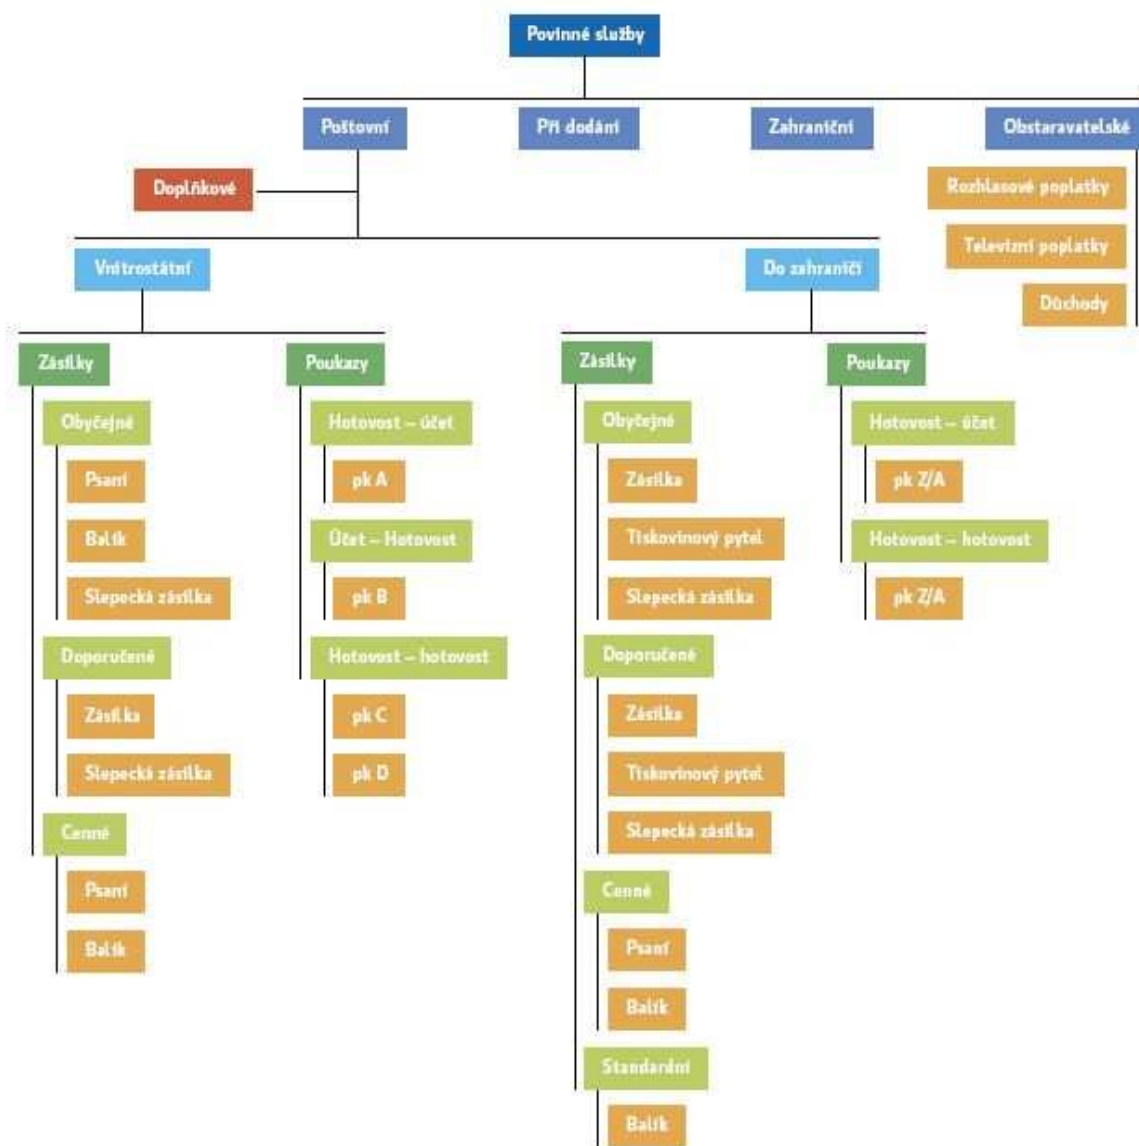 Povinné služby
Poštovní
Při dodání
Zahraniční
Obstaravatelské
Doplňkové
Rozhlasové poplatky
Televizní poplatky
Důchody
Vnitrostátní
Do zahraničí
Zásilky
Obyčejné
Psaní
Balík
Slepecká zásilka
Doporučené
Zásilka
Slepecká zásilka
Cenné
Psaní
Balík
Poukazy
Hotovost – účet
pk A
Účet – Hotovost
pk B
Hotovost – hotovost
pk C
pk D
Zásilky
Obyčejné
Zásilka
Tiskovinový pytel
Slepecká zásilka
Doporučené
Zásilka
Tiskovinový pytel
Slepecká zásilka
Cenné
Psaní
Balík
Standardní
Balík
Poukazy
Hotovost – účet
pk Z/A
Hotovost – hotovost
pk Z/A